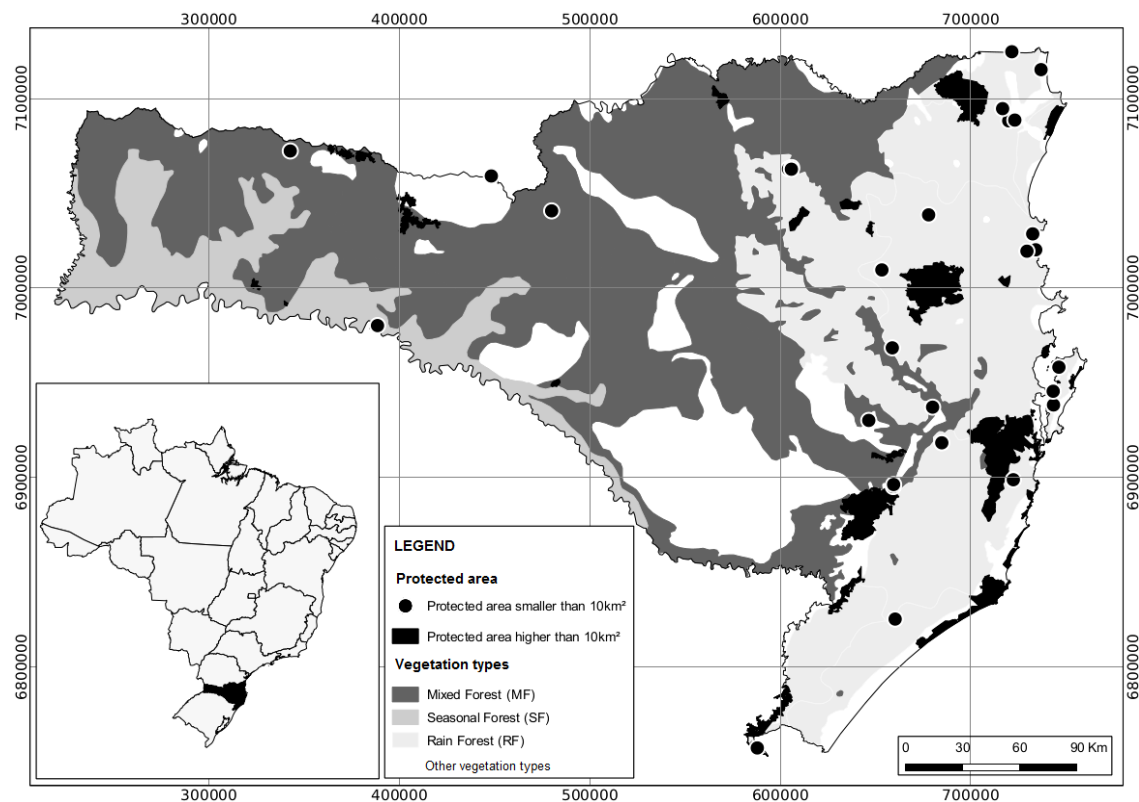 300000 400000 500000 600000 700000
7100000 7100000
7000000 7000000
6900000 6900000
6800000 6800000
LEGEND
Protected area
Protected area smaller than 10km²
Protected area higher than 10km²
Vegetation types
Mixed Forest (MF)
Seasonal Forest (SF)
Rain Forest (RF)
Other vegetation types
0 30 60 90 Km
300000 400000 500000 600000 700000